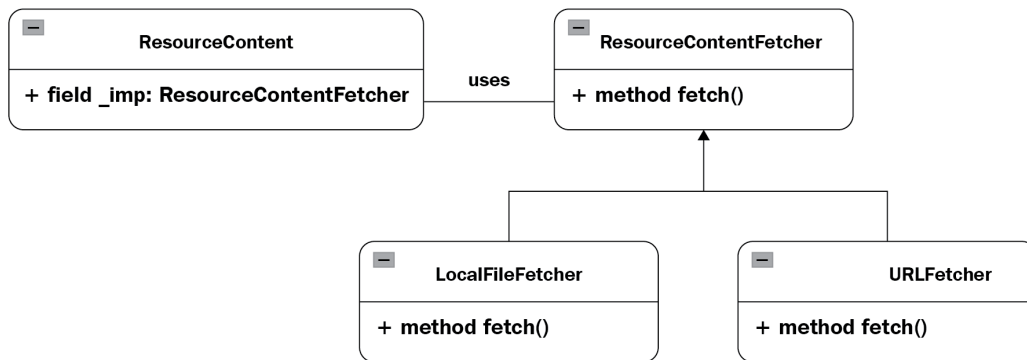 ResourceContent
+ field _imp: ResourceContentFetcher
uses
ResourceContentFetcher
+ method fetch()
LocalFileFetcher
+ method fetch()
URLFetcher
+ method fetch()